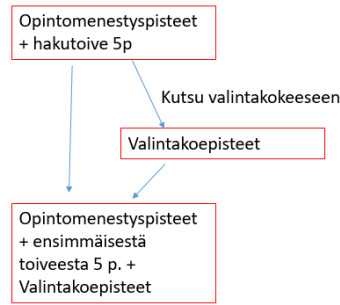 Opintomenestyspisteet
+ hakutoive 5p
Kutsu valintakokeeseen
Valintakoepisteet
Opintomenestyspisteet
+ ensimmäisestä
toiveesta 5 p. +
Valintakoepisteet